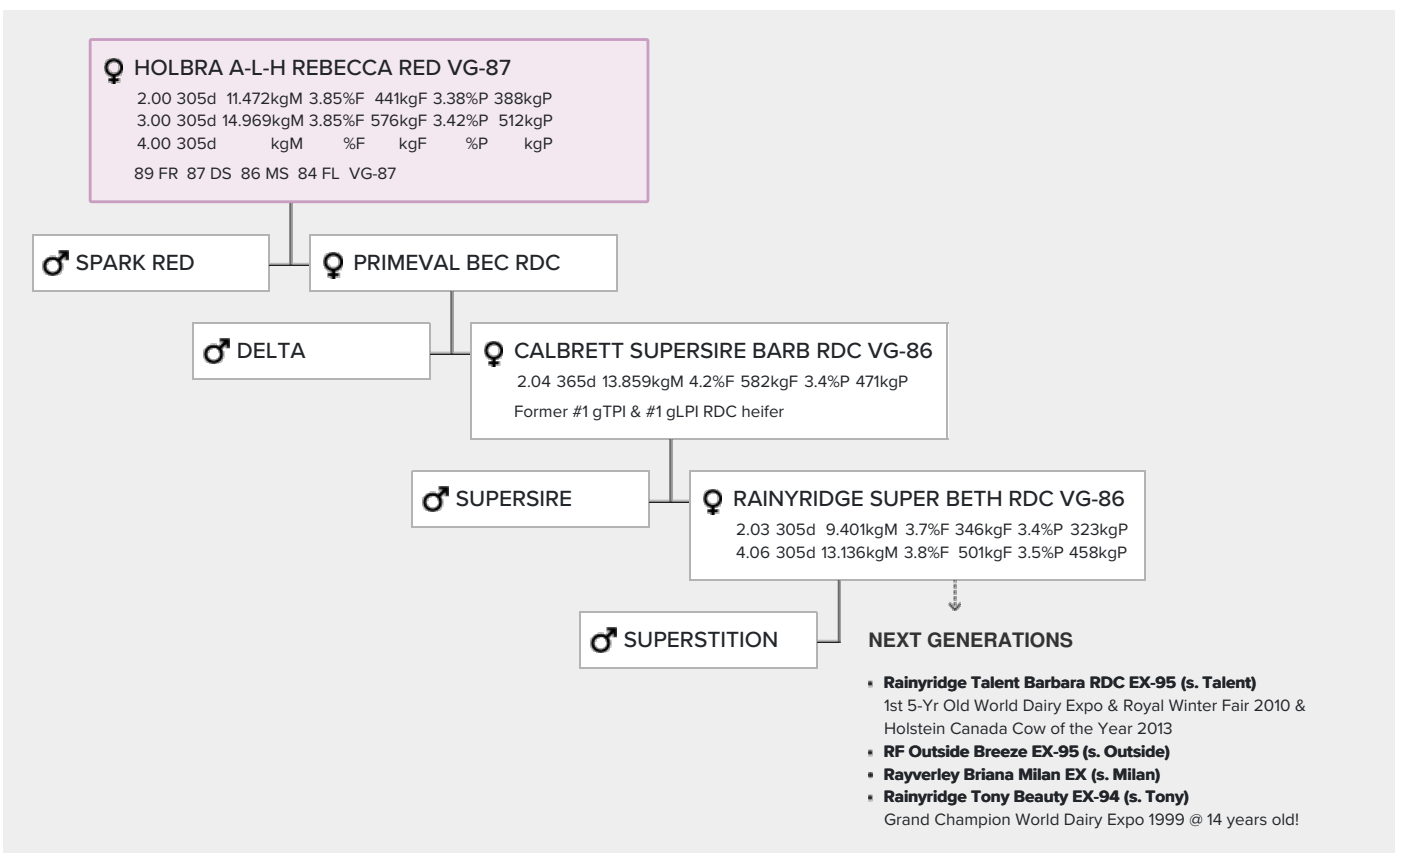 HOLBRA A-L-H REBECCA RED VG-87
2.00 305d 11.472kgM 3.85%F 441kgF 3.38%P 388kgP
3.00 305d 14.969kgM 3.85%F 576kgF 3.42%P 512kgP
4.00 305d kgM %F kgF %P kgP
89 FR 87 DS 86 MS 84 FL VG-87
SPARK RED
PRIMEVAL BEC RDC
DELTA
CALBRETT SUPERSIRE BARB RDC VG-86
2.04 365d 13.859kgM 4.2%F 582kgF 3.4%P 471kgP
Former #1 gTPI & #1 gLPI RDC heifer
SUPERSIRE
RAINYRIDGE SUPER BETH RDC VG-86
2.03 305d 9.401kgM 3.7%F 346kgF 3.4%P 323kgP
4.06 305d 13.136kgM 3.8%F 501kgF 3.5%P 458kgP
SUPERSTITION
NEXT GENERATIONS
▪ Rainyridge Talent Barbara RDC EX-95 (s. Talent)
1st 5-Yr Old World Dairy Expo & Royal Winter Fair 2010 &
Holstein Canada Cow of the Year 2013
▪ RF Outside Breeze EX-95 (s. Outside)
▪ Rayverley Briana Milan EX (s. Milan)
▪ Rainyridge Tony Beauty EX-94 (s. Tony)
Grand Champion World Dairy Expo 1999 @ 14 years old!